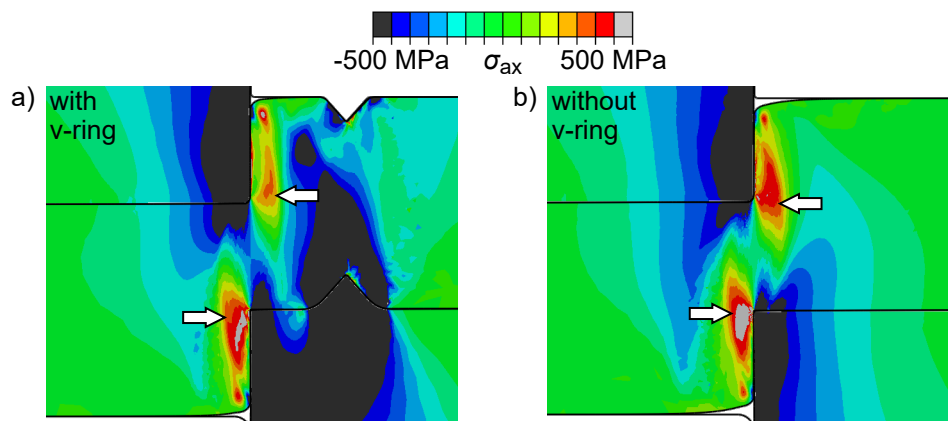 -500 MPa σax 500 MPa
a) with
v-ring
b) without
v-ring